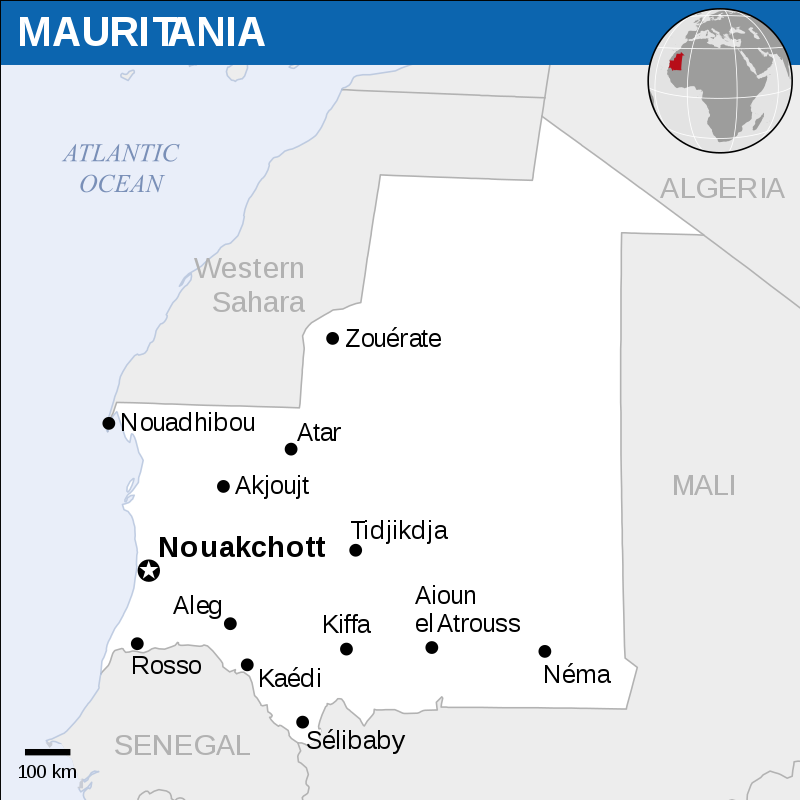 MAURITANIA
ATLANTIC
OCEAN
ALGERIA
Western
Sahara
Zouérate
Nouadhibou
Atar
Akjoujt
MALI
Tidjikdja
Nouakchott
Aleg
Kiffa
Aioun
el Atrouss
Rosso
Kaédi
Néma
Sélibaby
SENEGAL
100 km